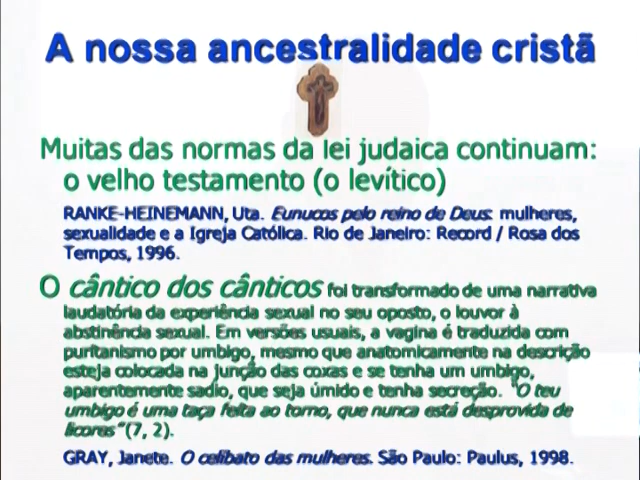 A nossa ancestralidade cristã
Muitas das normas da lei judaica continuam:
o velho testamento (o levítico)
RANKE-HEINEMANN, Uta. Eunucos pelo reino de Deus: mulheres,
sexualidade e a Igreja Católica. Rio de Janeiro: Record / Rosa dos
Tempos, 1996.
O cântico dos cânticos foi transformado de uma narrativa
laudatória da experiência sexual no seu oposto, o louvor à
abstinência sexual. Em versões usuais, a vagina é traduzida com
puritanismo por umbigo, mesmo que anatomicamente na descrição
esteja colocada na junção das coxas e se tenha um umbigo,
aparentemente sadio, que seja úmido e tenha secreção. "O teu
umbigo é uma taça feita ao torno, que nunca está desprovida de
licores"(7, 2).
GRAY, Janete. O celibato das mulheres. São Paulo: Paulus, 1998.